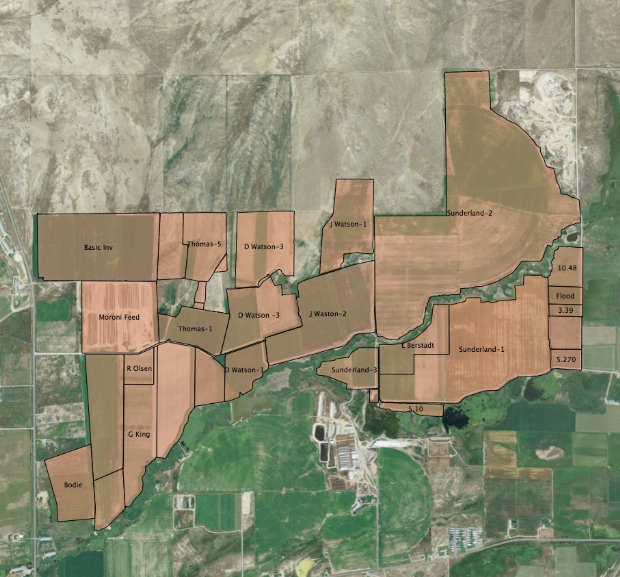 J Watson-1
Sunderland-2
Basic Inv
Thomas-5
D Watson-3
10.48
Flood
3.39
Moroni Feed
Thomas-1
D Watson -3
J Waston-2
L Berstadt
Sunderland-1
5.270
R Olsen
D Watson-1
Sunderland-3
5.10
G King
Bodie